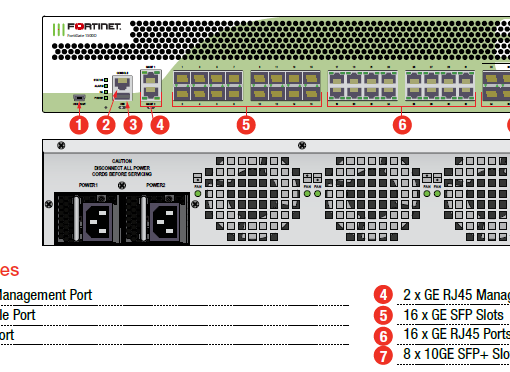 FORTINET
FortiGate 1500D
1 2 3 4 5 6
CAUTION
DISCONNECT ALL POWER
CORDS BEFORE SERVICING
POWER1 POWER2
FAN FAN FAN FAN FAN
es
Management Port
le Port
ort
4 2 x GE RJ45 Manag
5 16 x GE SFP Slots
6 16 x GE RJ45 Ports
7 8 x 10GE SFP+ Slo